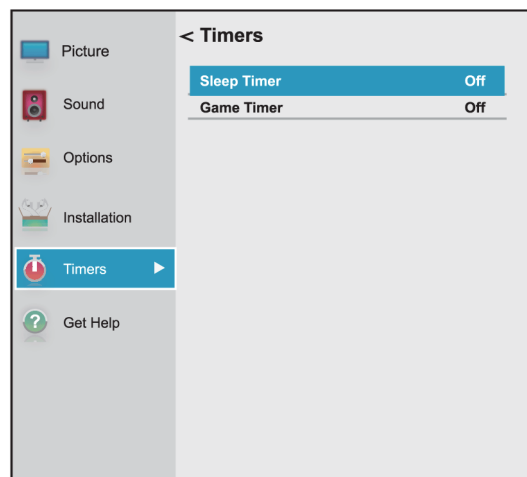 Picture
Sound
Options
Installation
Timers
Get Help
< Timers
Sleep Timer Off
Game Timer Off